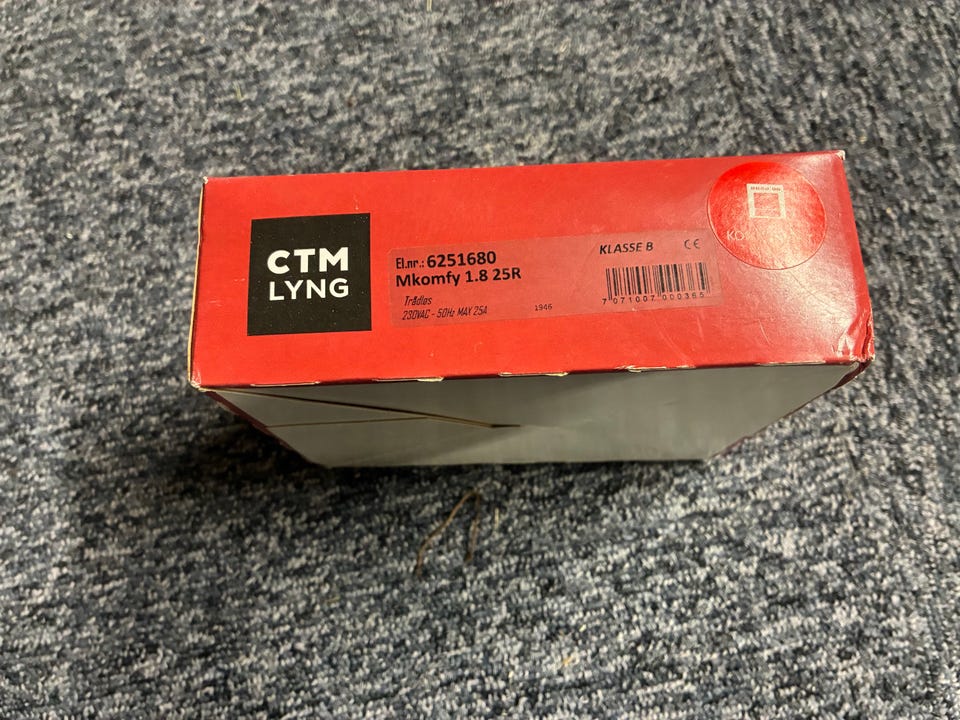 CTM
LYNG
El.nr.: 6251680
Mkomfy 1.8 25R
Trådløs
230VAC - 50Hz MAX 25A
1946
KLASSE B CE
7 071007 000365